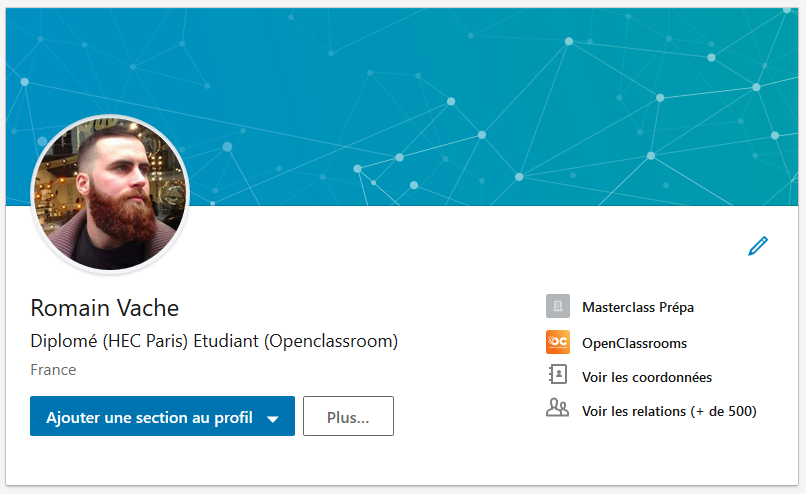 Romain Vache
Diplomé (HEC Paris) Etudiant (Openclassroom)
France
Ajouter une section au profil
Plus...
Masterclass Prépa
OC
OpenClassrooms
Voir les coordonnées
Voir les relations (+ de 500)